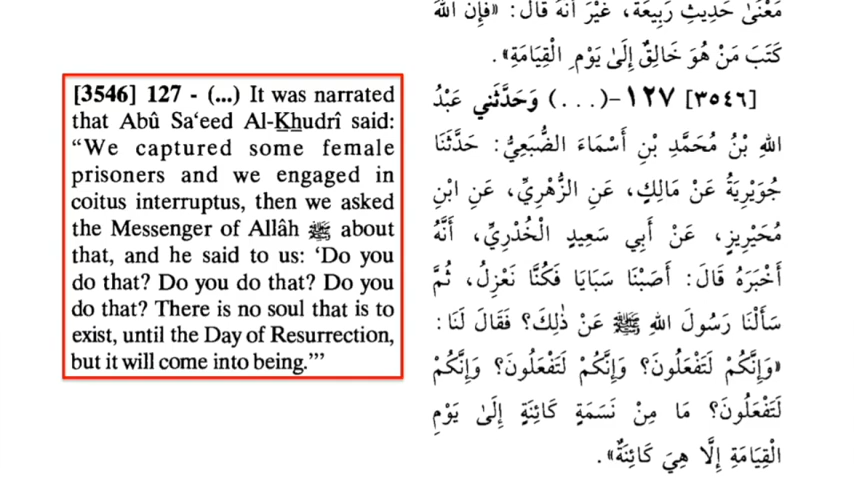 [3546] 127 - (...) It was narrated
that Abû Sa‘eed Al-Khudrî said:
“We captured some female
prisoners and we engaged in
coitus interruptus, then we asked
the Messenger of Allâh ﷺ about
that, and he said to us: ‘Do you
do that? Do you do that? Do you
do that? There is no soul that is to
exist, until the Day of Resurrection,
but it will come into being.’”
مَعْنَىٰ حَدِيثِ رَبِيعَةَ، غَيْرَ أَنَّهُ قَالَ: «فَإِنَّ اللهَ
كَتَبَ مَنْ هُوَ خَالِقٌ إِلَىٰ يَوْمِ الْقِيَامَةِ».
[٣٥٤٦] ١٢٧-(...) وَحَدَّثَنِي عَبْدُ
اللهِ بْنُ مُحَمَّدِ بْنِ أَسْمَاءَ الضُّبَعِيُّ: حَدَّثَنَا
جُوَيْرِيَةُ عَنْ مَالِكٍ، عَنِ الزُّهْرِيِّ، عَنِ ابْنِ
مُحَيْرِيزٍ، عَنْ أَبِي سَعِيدٍ الْخُدْرِيِّ، أَنَّهُ
أَخْبَرَهُ قَالَ: أَصَبْنَا سَبَايَا فَكُنَّا نَعْزِلُ، ثُمَّ
سَأَلْنَا رَسُولَ اللهِ ﷺ عَنْ ذَٰلِكَ؟ فَقَالَ لَنَا:
«وَإِنَّكُمْ لَتَفْعَلُونَ؟ وَإِنَّكُمْ لَتَفْعَلُونَ؟ وَإِنَّكُمْ
لَتَفْعَلُونَ؟ مَا مِنْ نَسَمَةٍ كَائِنَةٍ إِلَىٰ يَوْمِ
الْقِيَامَةِ إِلَّا هِيَ كَائِنَةٌ».